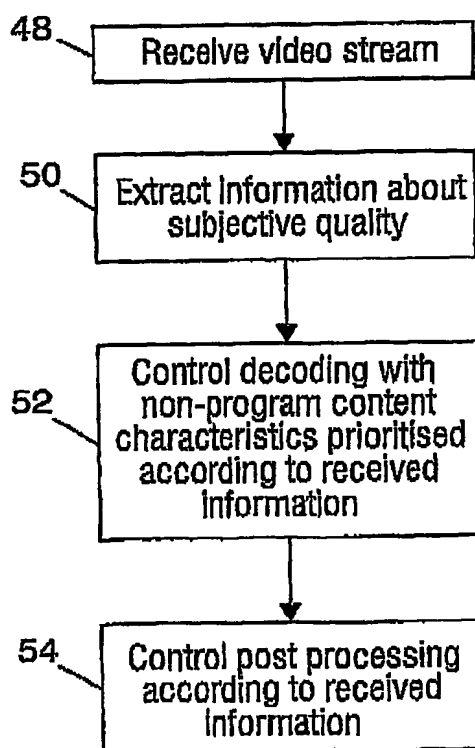 48
Receive video stream
50
Extract information about
subjective quality
52
Control decoding with
non-program content
characteristics prioritised
according to received
information
54
Control post processing
according to received
information